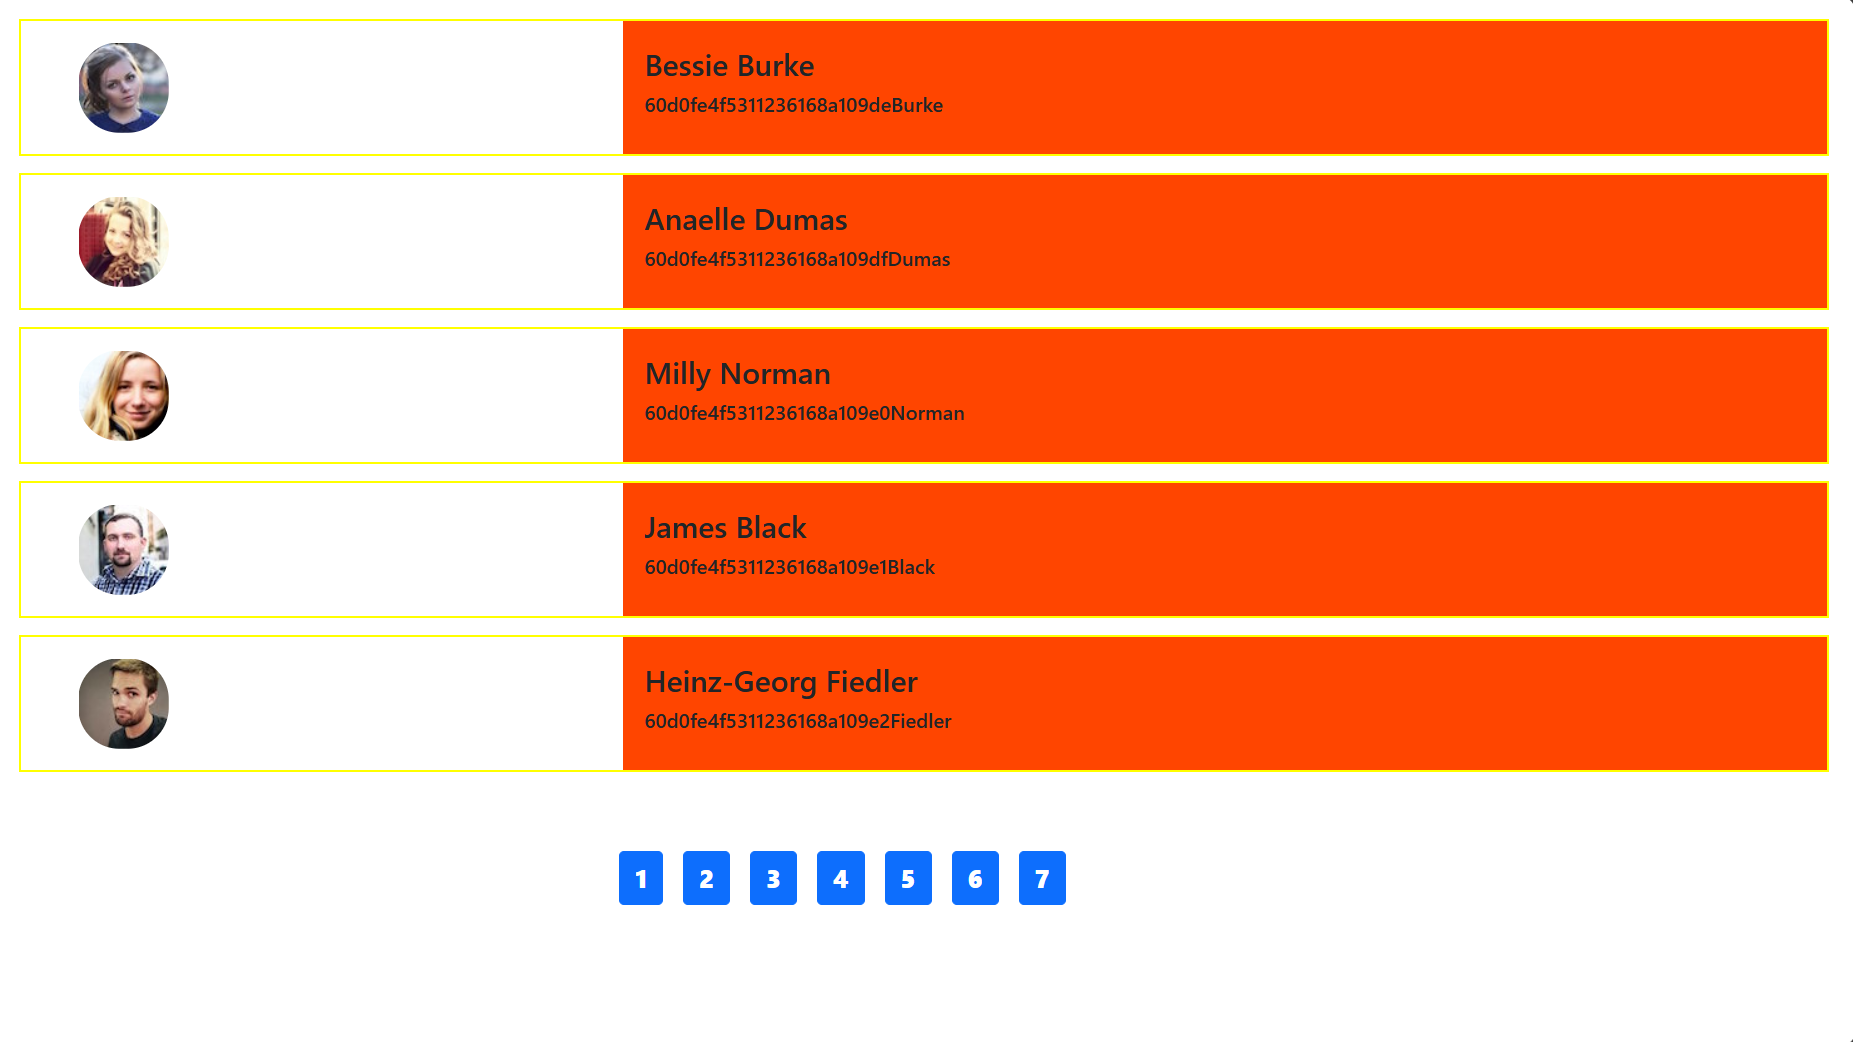 Bessie Burke
60d0fe4f5311236168a109deBurke
Anaelle Dumas
60d0fe4f5311236168a109dfDumas
Milly Norman
60d0fe4f5311236168a109e0Norman
James Black
60d0fe4f5311236168a109e1Black
Heinz-Georg Fiedler
60d0fe4f5311236168a109e2Fiedler
1 2 3 4 5 6 7